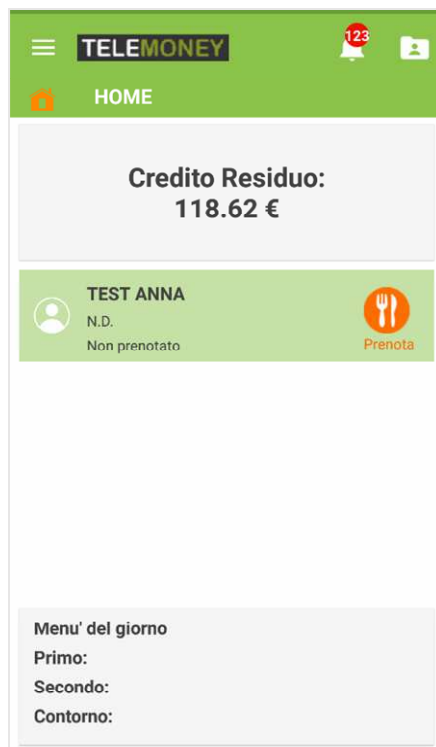 TELEMONEY
123
HOME
Credito Residuo:
118.62 €
TEST ANNA
N.D.
Non prenotato
Prenota
Menu' del giorno
Primo:
Secondo:
Contorno: